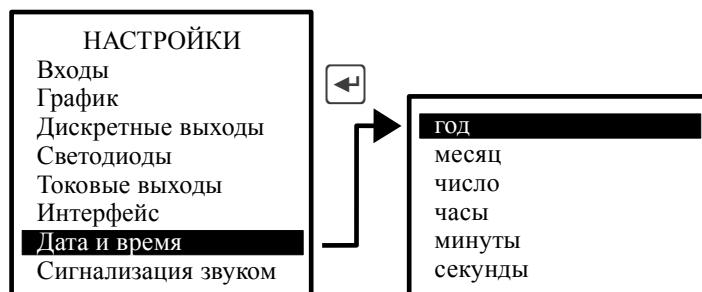 НАСТРОЙКИ
Входы
График
Дискретные выходы
Светодиоды
Токовые выходы
Интерфейс
Дата и время
Сигнализация звуком
год
месяц
число
часы
минуты
секунды